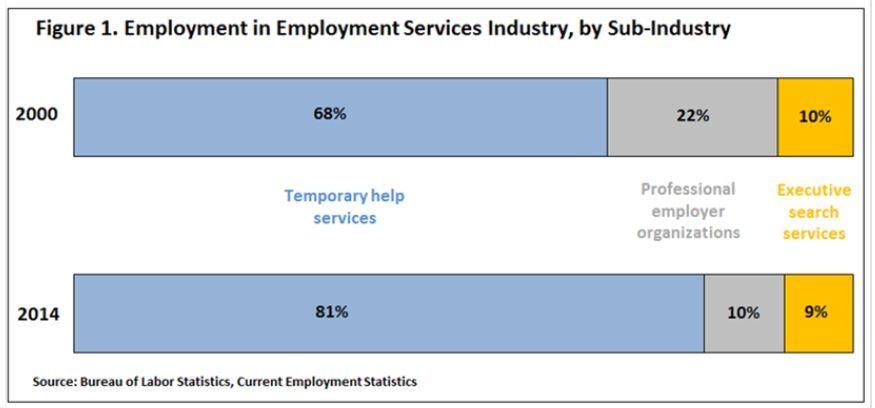 Figure 1. Employment in Employment Services Industry, by Sub-Industry
2000
68%
22%
10%
Temporary help
services
Professional
employer
organizations
Executive
search
services
2014
81%
10%
9%
Source: Bureau of Labor Statistics, Current Employment Statistics